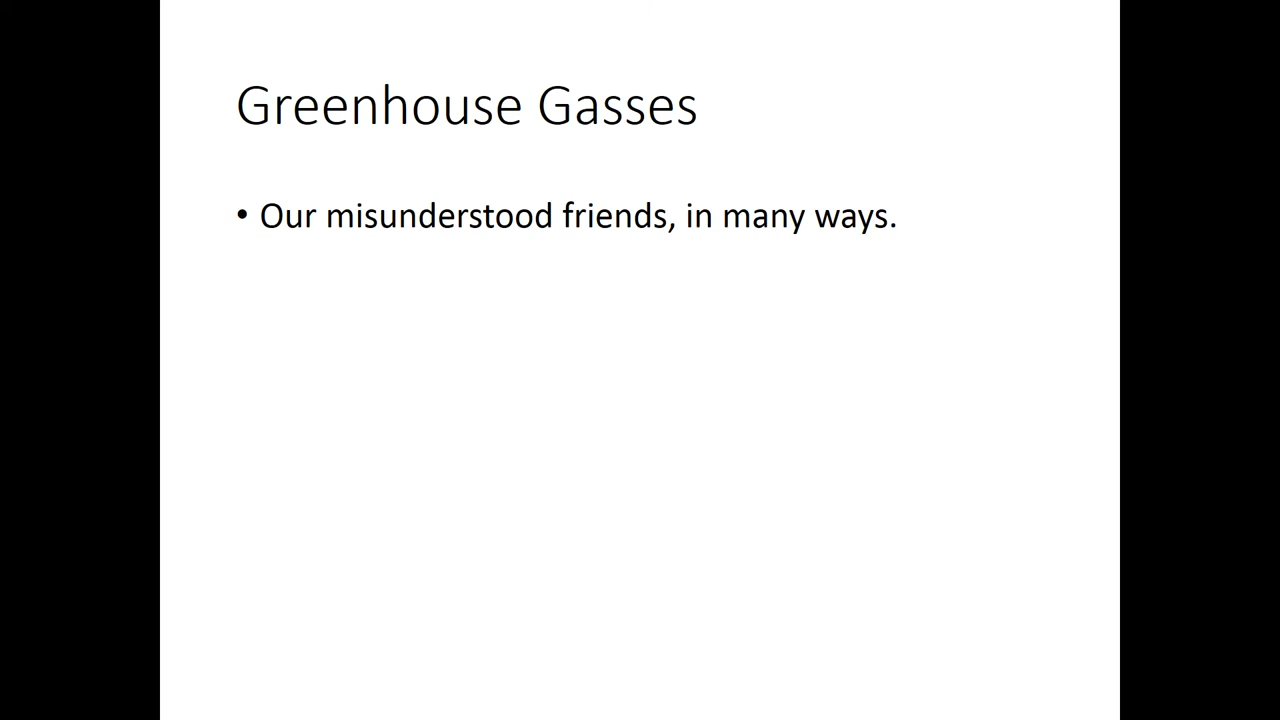 Greenhouse Gasses
• Our misunderstood friends, in many ways.